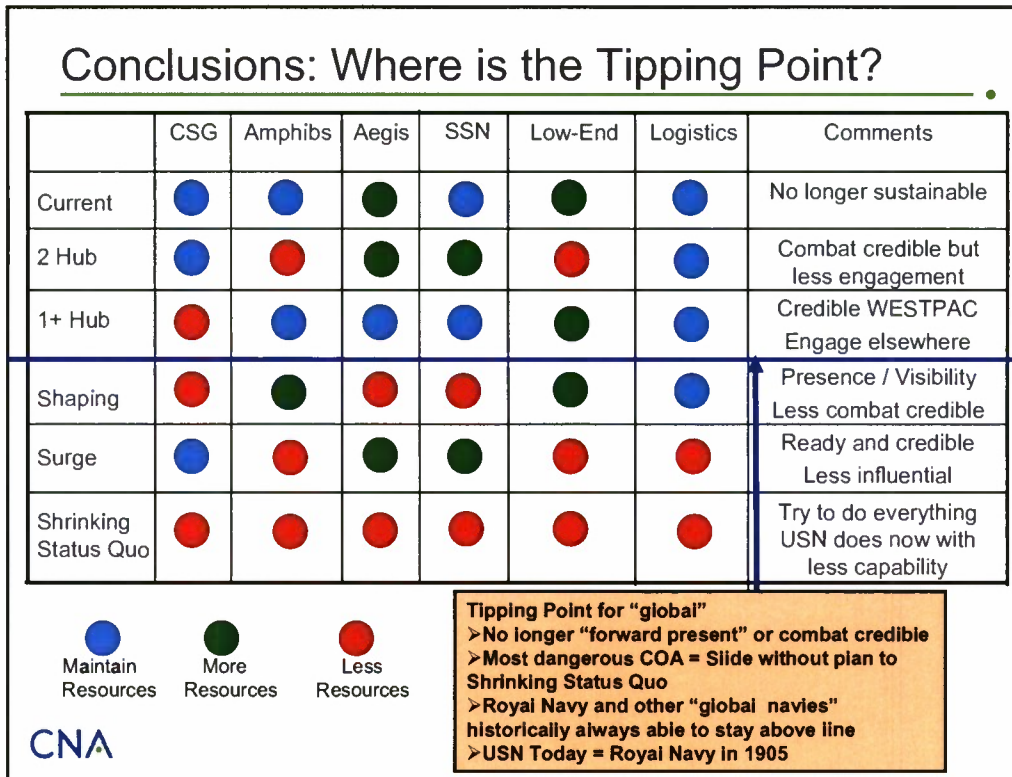 Conclusions: Where is the Tipping Point?
CSG Amphibs Aegis SSN Low-End Logistics Comments
Current No longer sustainable
2 Hub Combat credible but
less engagement
1+ Hub Credible WESTPAC
Engage elsewhere
Shaping Presence / Visibility
Less combat credible
Surge Ready and credible
Less influential
Shrinking
Status Quo
Try to do everything
USN does now with
less capability
Maintain
Resources
More
Resources
Less
Resources
Tipping Point for “global”
➢No longer “forward present” or combat credible
➢Most dangerous COA = Slide without plan to
Shrinking Status Quo
➢Royal Navy and other “global navies”
historically always able to stay above line
➢USN Today = Royal Navy in 1905
CNA